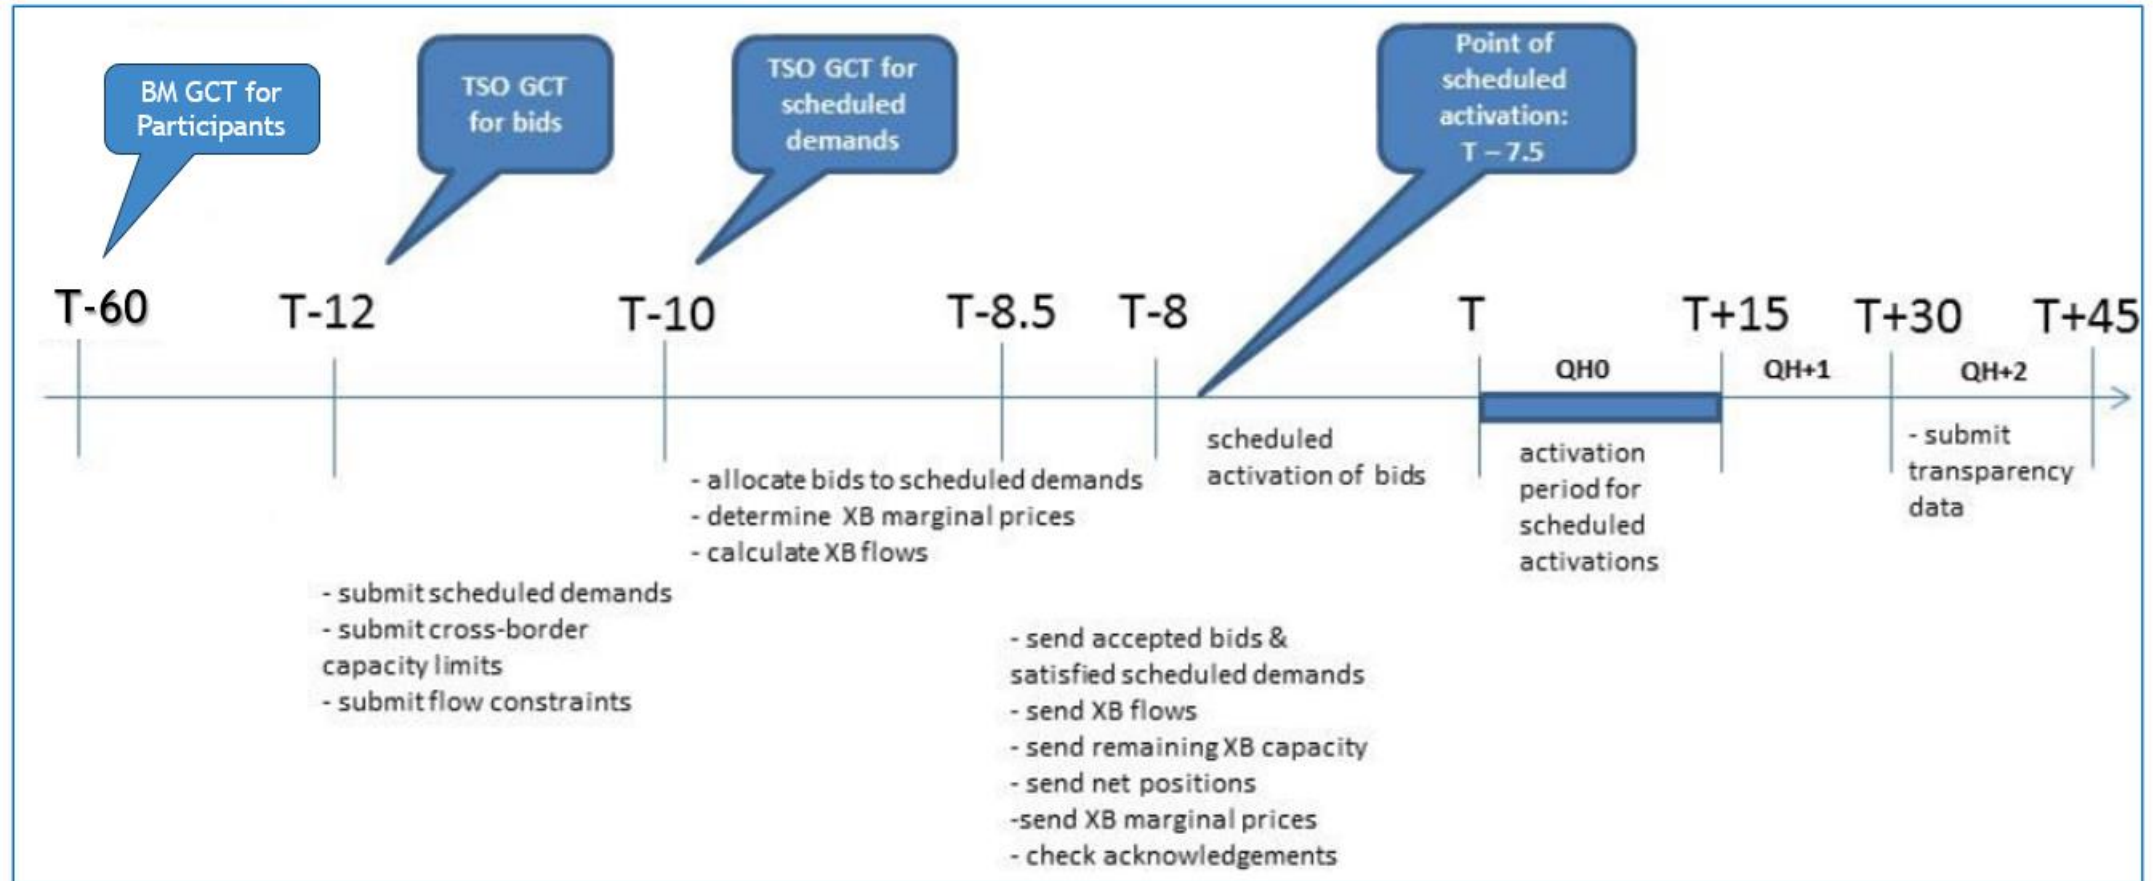 BM GCT for
Participants
TSO GCT
for bids
TSO GCT for
scheduled
demands
Point of
scheduled
activation:
T – 7.5
T-60
T-12
T-10
T-8.5
T-8
T
T+15
T+30
T+45
QH0
QH+1
QH+2
- submit scheduled demands
- submit cross-border
capacity limits
- submit flow constraints
- allocate bids to scheduled demands
- determine XB marginal prices
- calculate XB flows
- send accepted bids &
satisfied scheduled demands
- send XB flows
- send remaining XB capacity
- send net positions
-send XB marginal prices
- check acknowledgements
scheduled
activation of bids
activation
period for
scheduled
activations
- submit
transparency
data